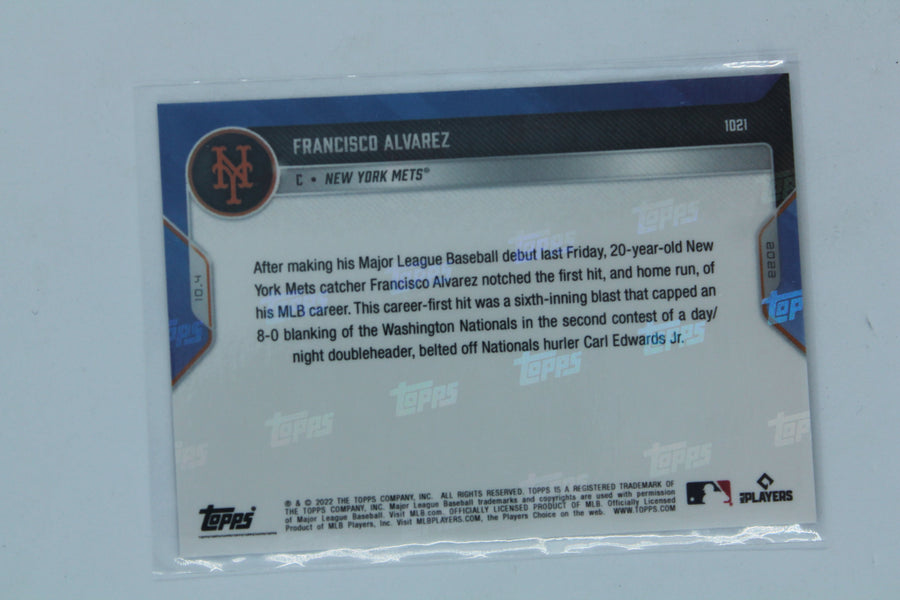 FRANCISCO ALVAREZ
1021
NY
C • NEW YORK METS®
10.4
2022
After making his Major League Baseball debut last Friday, 20-year-old New
York Mets catcher Francisco Alvarez notched the first hit, and home run, of
his MLB career. This career-first hit was a sixth-inning blast that capped an
8-0 blanking of the Washington Nationals in the second contest of a day/
night doubleheader, belted off Nationals hurler Carl Edwards Jr.
Topps
® & © 2022 THE TOPPS COMPANY, INC. ALL RIGHTS RESERVED. TOPPS IS A REGISTERED TRADEMARK OF
THE TOPPS COMPANY, INC. Major League Baseball trademarks and copyrights are used with permission
of Major League Baseball. Visit MLB.com. OFFICIALLY LICENSED PRODUCT OF MLB. Officially Licensed
Product of MLB Players, Inc. Visit MLBPLAYERS.COM, the Players Choice on the web. WWW.TOPPS.COM
MLB PLAYERS